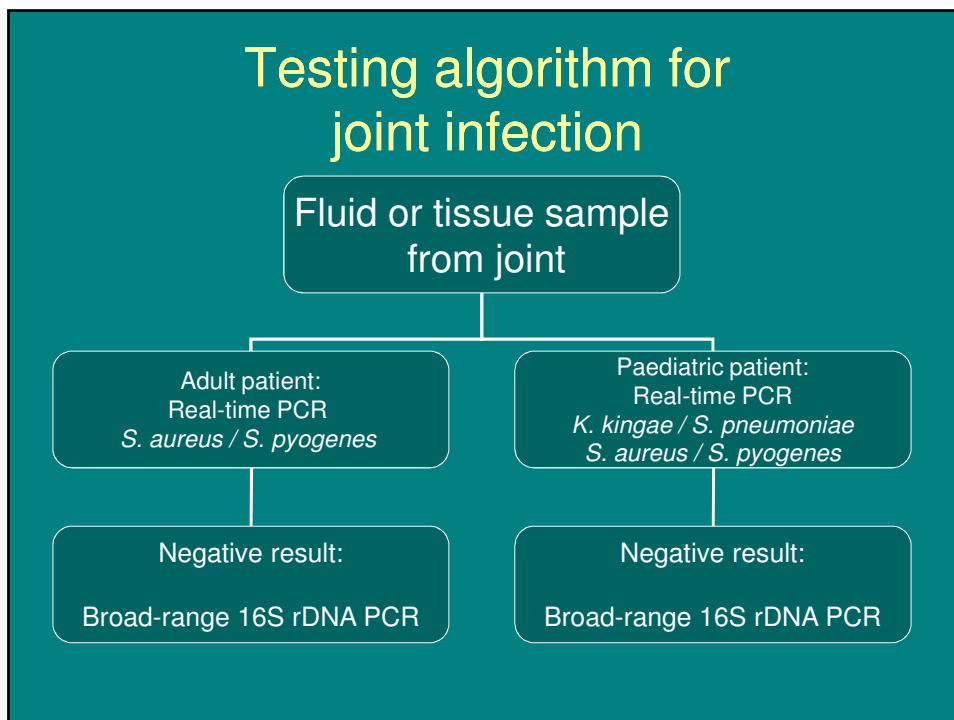 Testing algorithm for
joint infection
Fluid or tissue sample
from joint
Adult patient:
Real-time PCR
S. aureus / S. pyogenes
Paediatric patient:
Real-time PCR
K. kingae / S. pneumoniae
S. aureus / S. pyogenes
Negative result:
Broad-range 16S rDNA PCR
Negative result:
Broad-range 16S rDNA PCR